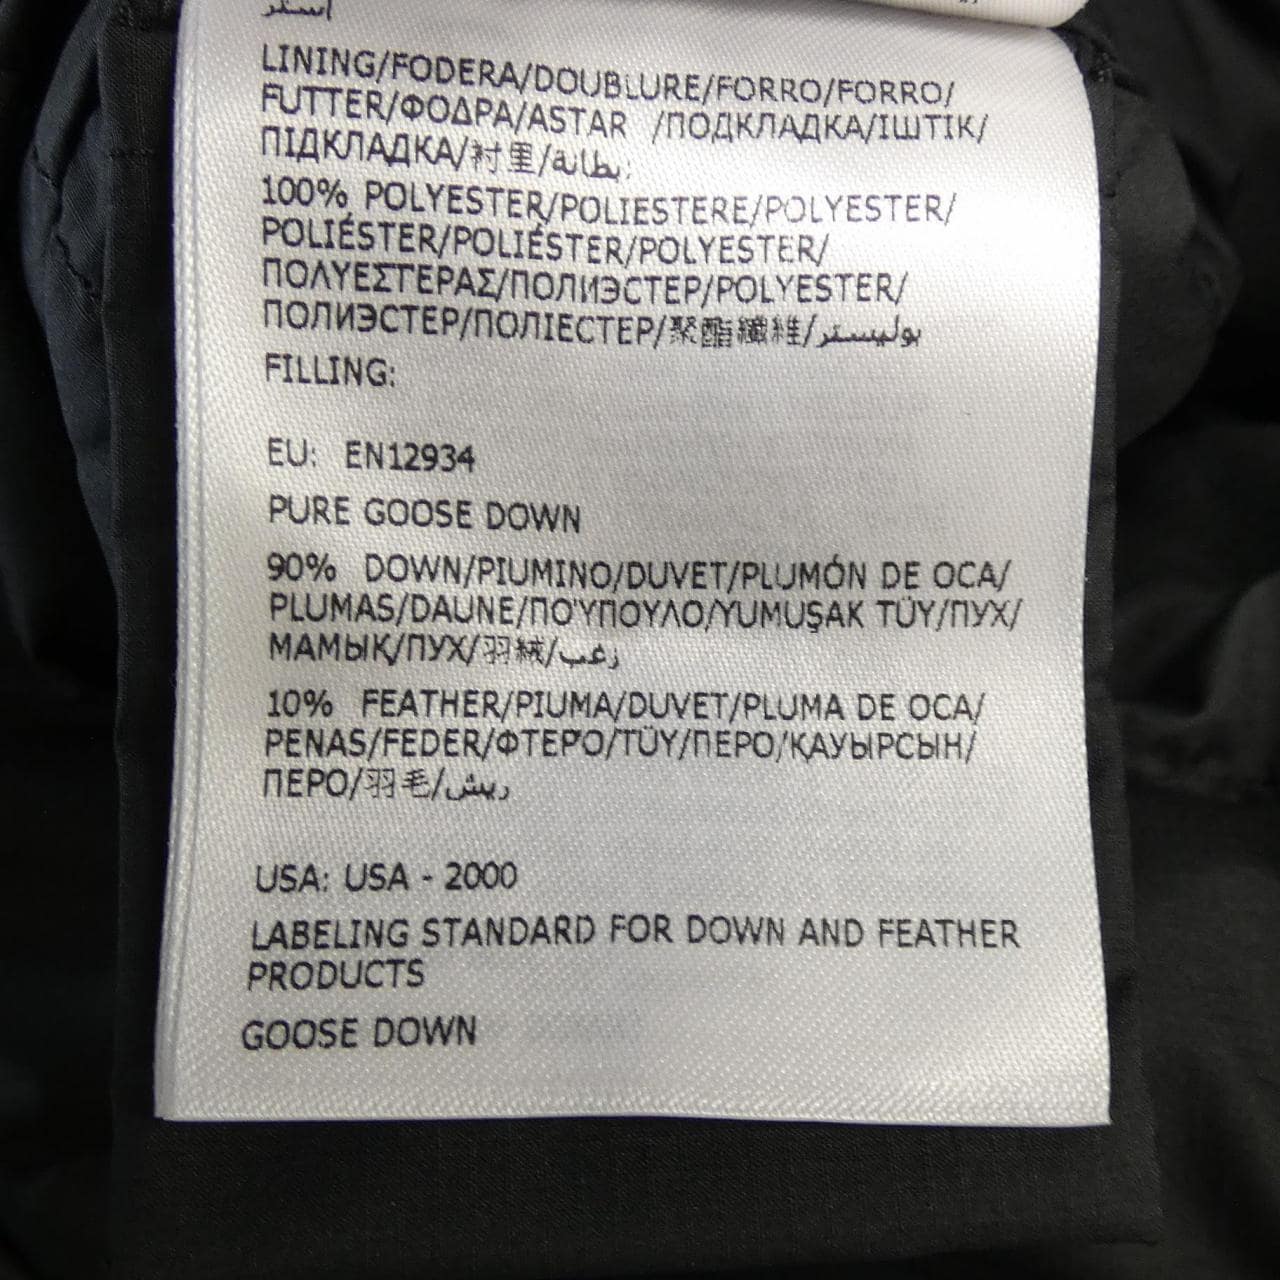 LINING/FODERA/DOUBLURE/FORRO/FORRO/
FUTTER/ΦΟΔΡΑ/ASTAR /ПОДКЛАДКА/ІШТІК/
ПІДКЛАДКА/衬里/بطانة:
100% POLYESTER/POLIESTERE/POLYESTER/
POLIÉSTER/POLIÉSTER/POLYESTER/
ΠΟΛΥΕΣΤΕΡΑΣ/ПОЛИЭСТЕР/POLYESTER/
ПОЛИЭСТЕР/ПОЛІЕСТЕР/聚酯纖維/بوليستر
FILLING:
EU: EN12934
PURE GOOSE DOWN
90% DOWN/PIUMINO/DUVET/PLUMÓN DE OCA/
PLUMAS/DAUNE/ΠΟΎΠΟΥΛΟ/YUMUŞAK TÜY/ПУХ/
МАМЫҚ/ПУХ/羽絨/زغب
10% FEATHER/PIUMA/DUVET/PLUMA DE OCA/
PENAS/FEDER/ΦΤΕΡΌ/TÜY/ПЕРО/ҚАУЫРСЫН/
ПЕРО/羽毛/ريش
USA: USA - 2000
LABELING STANDARD FOR DOWN AND FEATHER
PRODUCTS
GOOSE DOWN